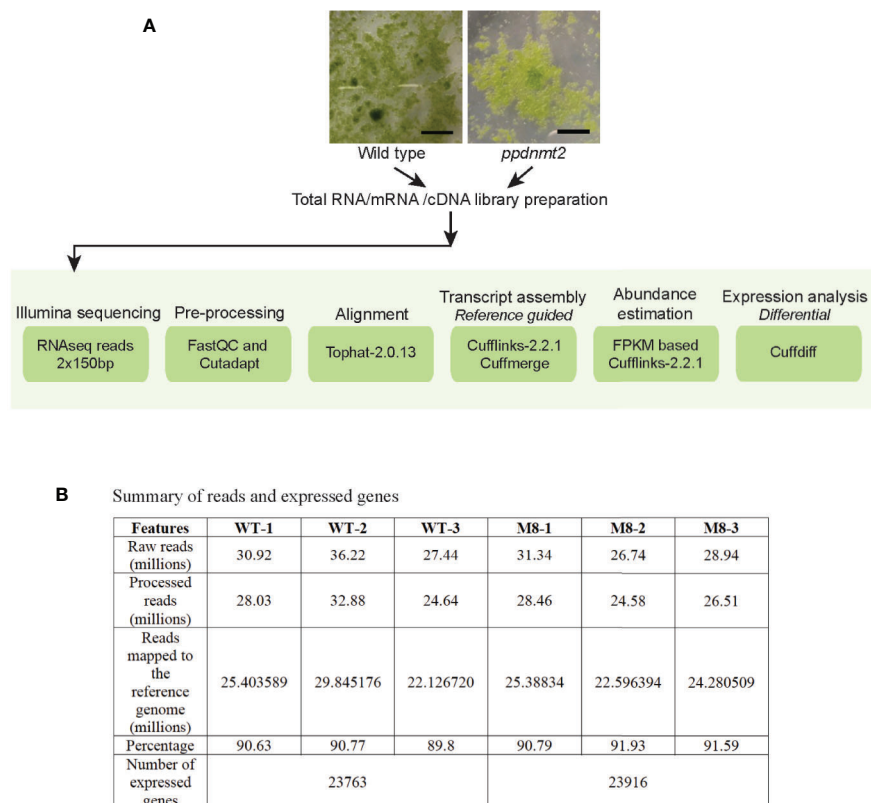 A
Wild type
ppdnmt2
Total RNA/mRNA /cDNA library preparation
Illumina sequencing
RNAseq reads
2x150bp
Pre-processing
FastQC and
Cutadapt
Alignment
Tophat-2.0.13
Transcript assembly
Reference guided
Cufflinks-2.2.1
Cuffmerge
Abundance
estimation
FPKM based
Cufflinks-2.2.1
Expression analysis
Differential
Cuffdiff
B
Summary of reads and expressed genes
Features WT-1 WT-2 WT-3 M8-1 M8-2 M8-3
Raw reads
(millions)
30.92 36.22 27.44 31.34 26.74 28.94
Processed
reads
(millions)
28.03 32.88 24.64 28.46 24.58 26.51
Reads
mapped to
the
reference
genome
(millions)
25.403589 29.845176 22.126720 25.38834 22.596394 24.280509
Percentage 90.63 90.77 89.8 90.79 91.93 91.59
Number of
expressed
genes
23763 23916